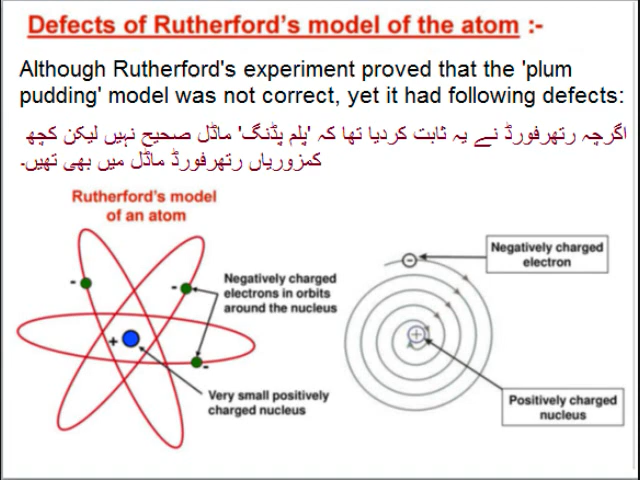 Defects of Rutherford's model of the atom :-
Although Rutherford's experiment proved that the 'plum
pudding' model was not correct, yet it had following defects:
اگرچہ رتھرفورڈ نے یہ ثابت کردیا تھا کہ 'پلم پڈنگ' ماڈل صحیح نہیں لیکن کچھ
کمزوریاں رتھرفورڈ ماڈل میں بھی تھیں۔
Rutherford's model
of an atom
-
-
Negatively charged
electrons in orbits
around the nucleus
+
-
Very small positively
charged nucleus
Negatively charged
electron
−
+
Positively charged
nucleus